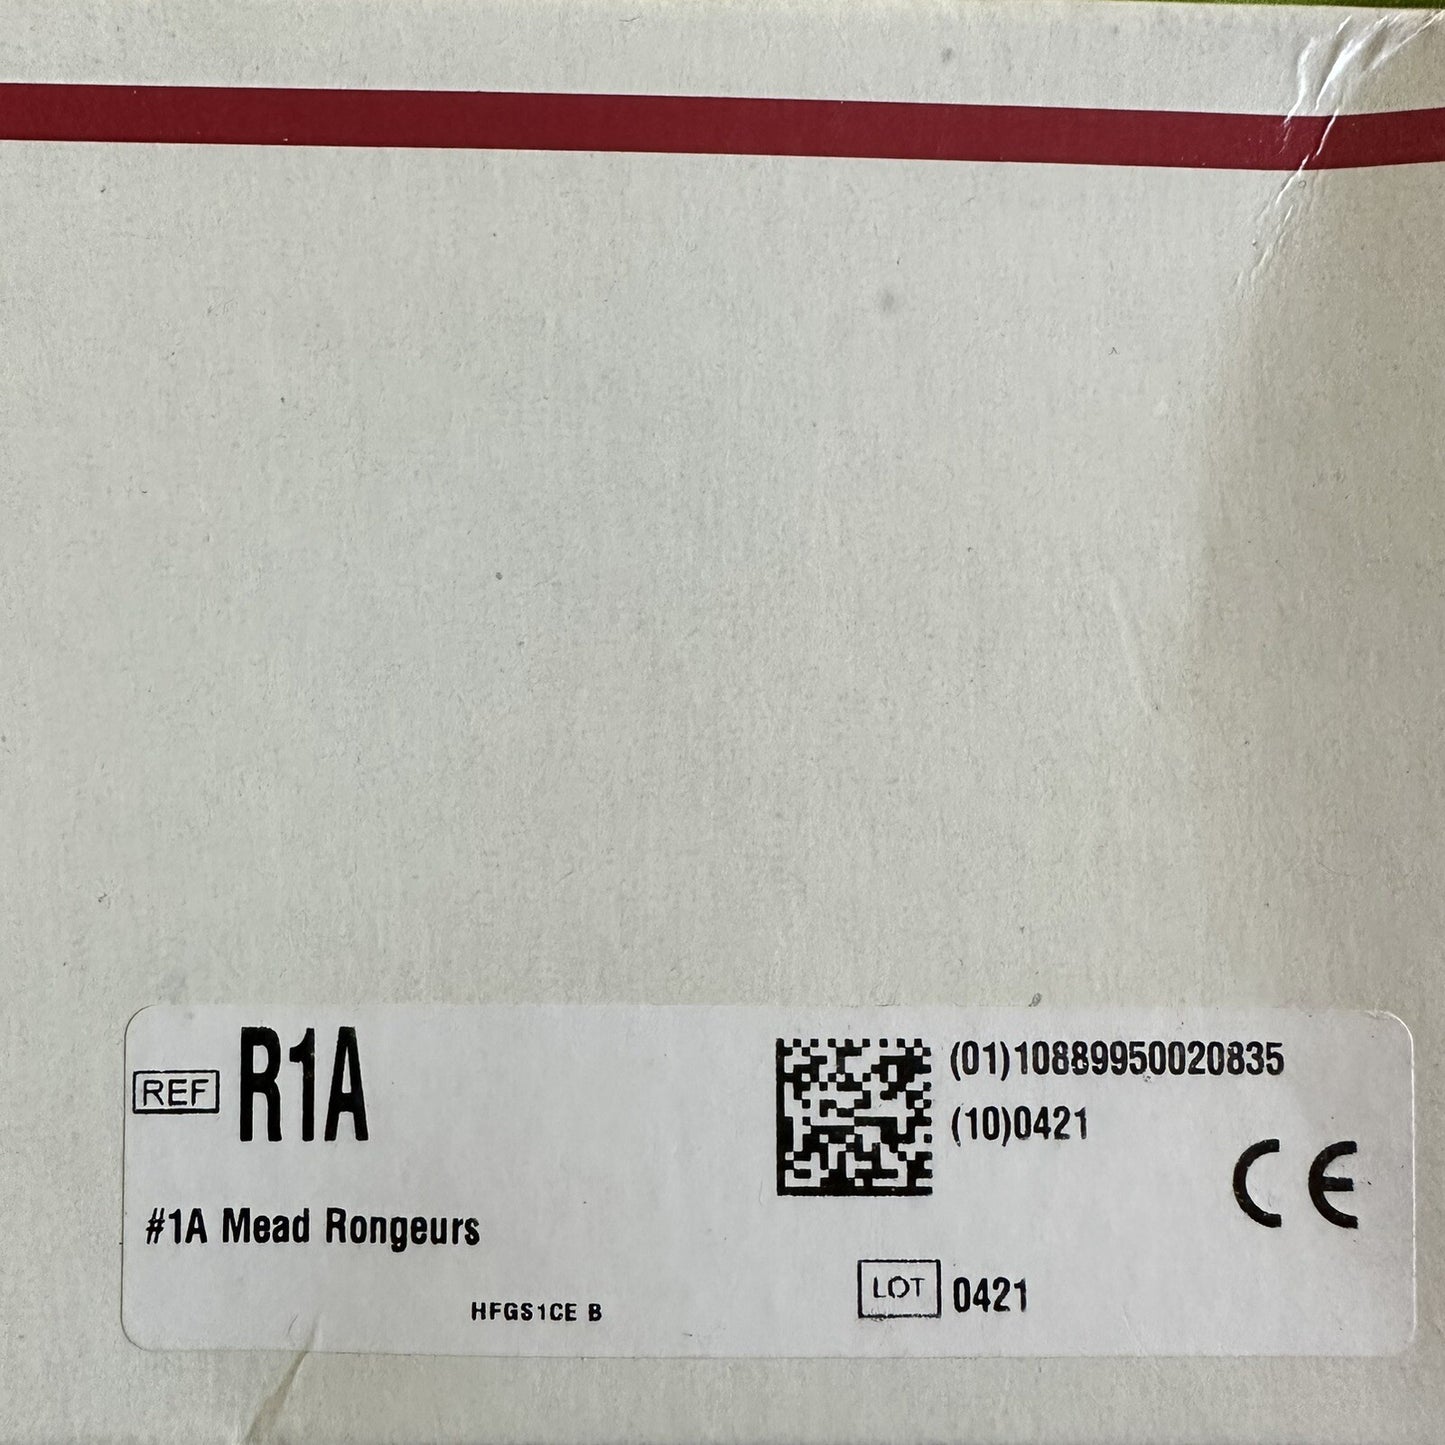 REF R1A
(01)10889950020835
(10)0421
CE
#1A Mead Rongeurs
LOT 0421
HFGS1CE B